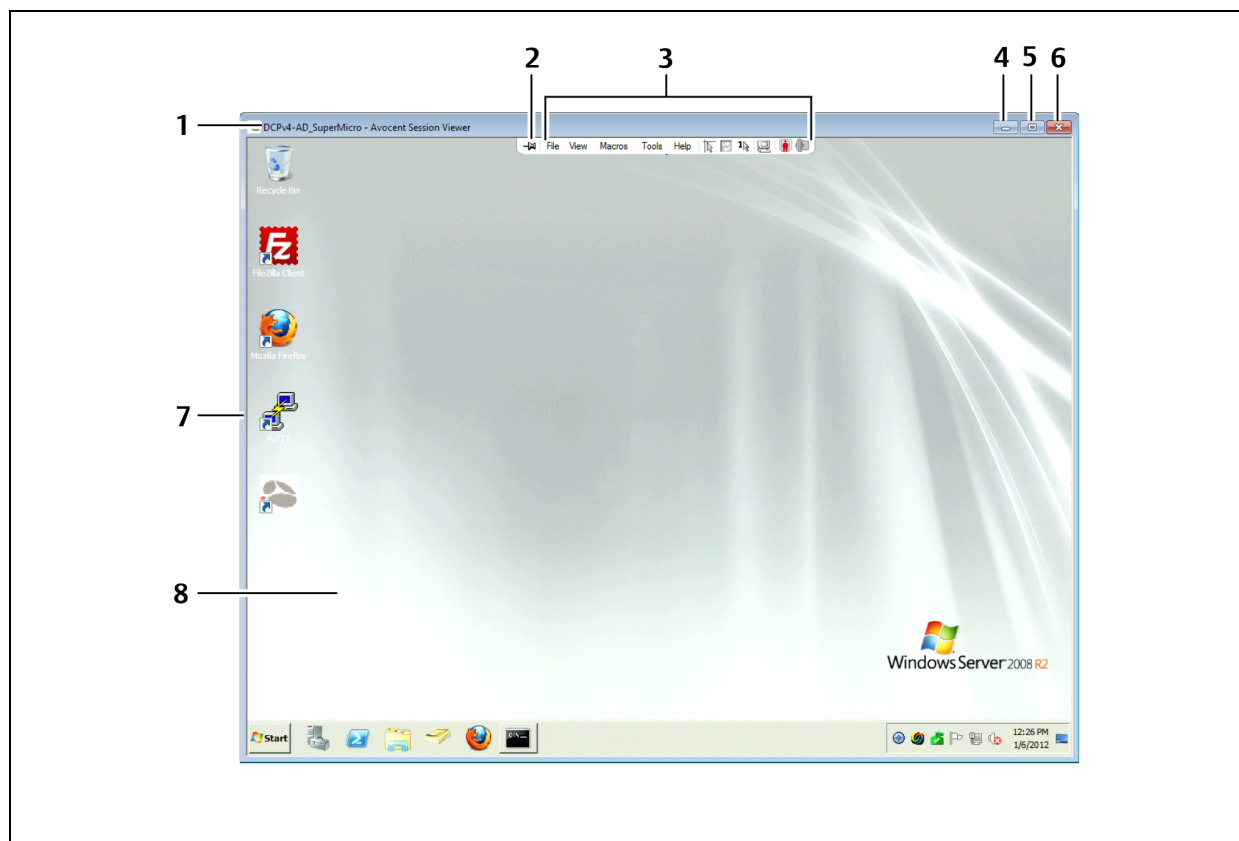 2 3 4 5 6
1 DCPv4-AD_SuperMicro - Avocent Session Viewer
File View Macros Tools Help
Recycle Bin
FileZilla Client
Mozilla Firefox
7
PuTTY
8
Windows Server 2008 R2
Start
12:26 PM
1/6/2012